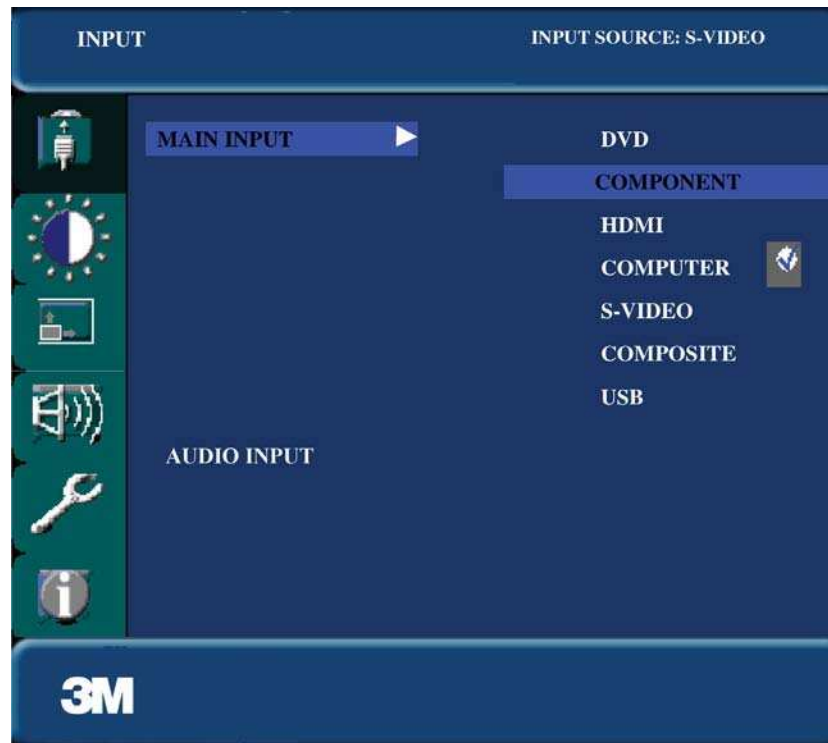 INPUT
INPUT SOURCE: S-VIDEO
MAIN INPUT
DVD
COMPONENT
HDMI
COMPUTER
S-VIDEO
COMPOSITE
USB
AUDIO INPUT
i
3M